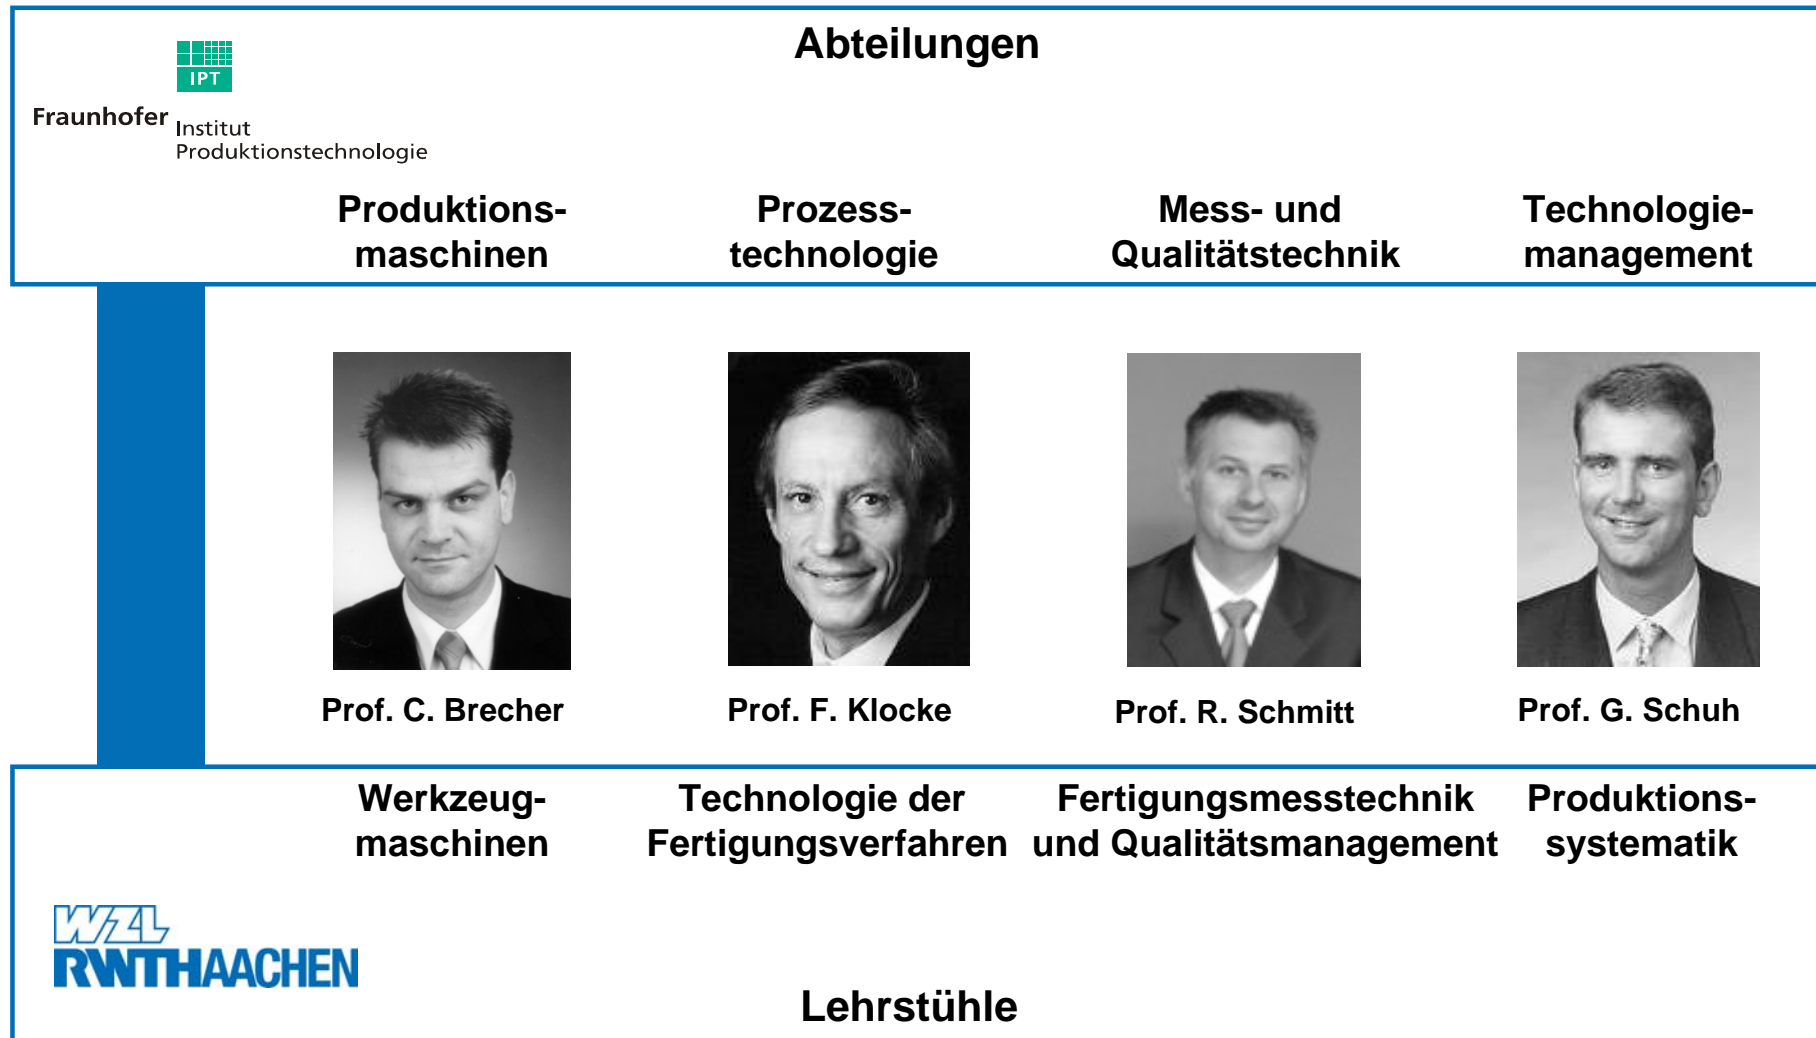 Abteilungen
IPT
Fraunhofer
Institut
Produktionstechnologie
Produktions-
maschinen
Prozess-
technologie
Mess- und
Qualitätstechnik
Technologie-
management
Prof. C. Brecher
Prof. F. Klocke
Prof. R. Schmitt
Prof. G. Schuh
Werkzeug-
maschinen
Technologie der
Fertigungsverfahren
Fertigungsmesstechnik
und Qualitätsmanagement
Produktions-
systematik
WZL
RWTHAACHEN
Lehrstühle